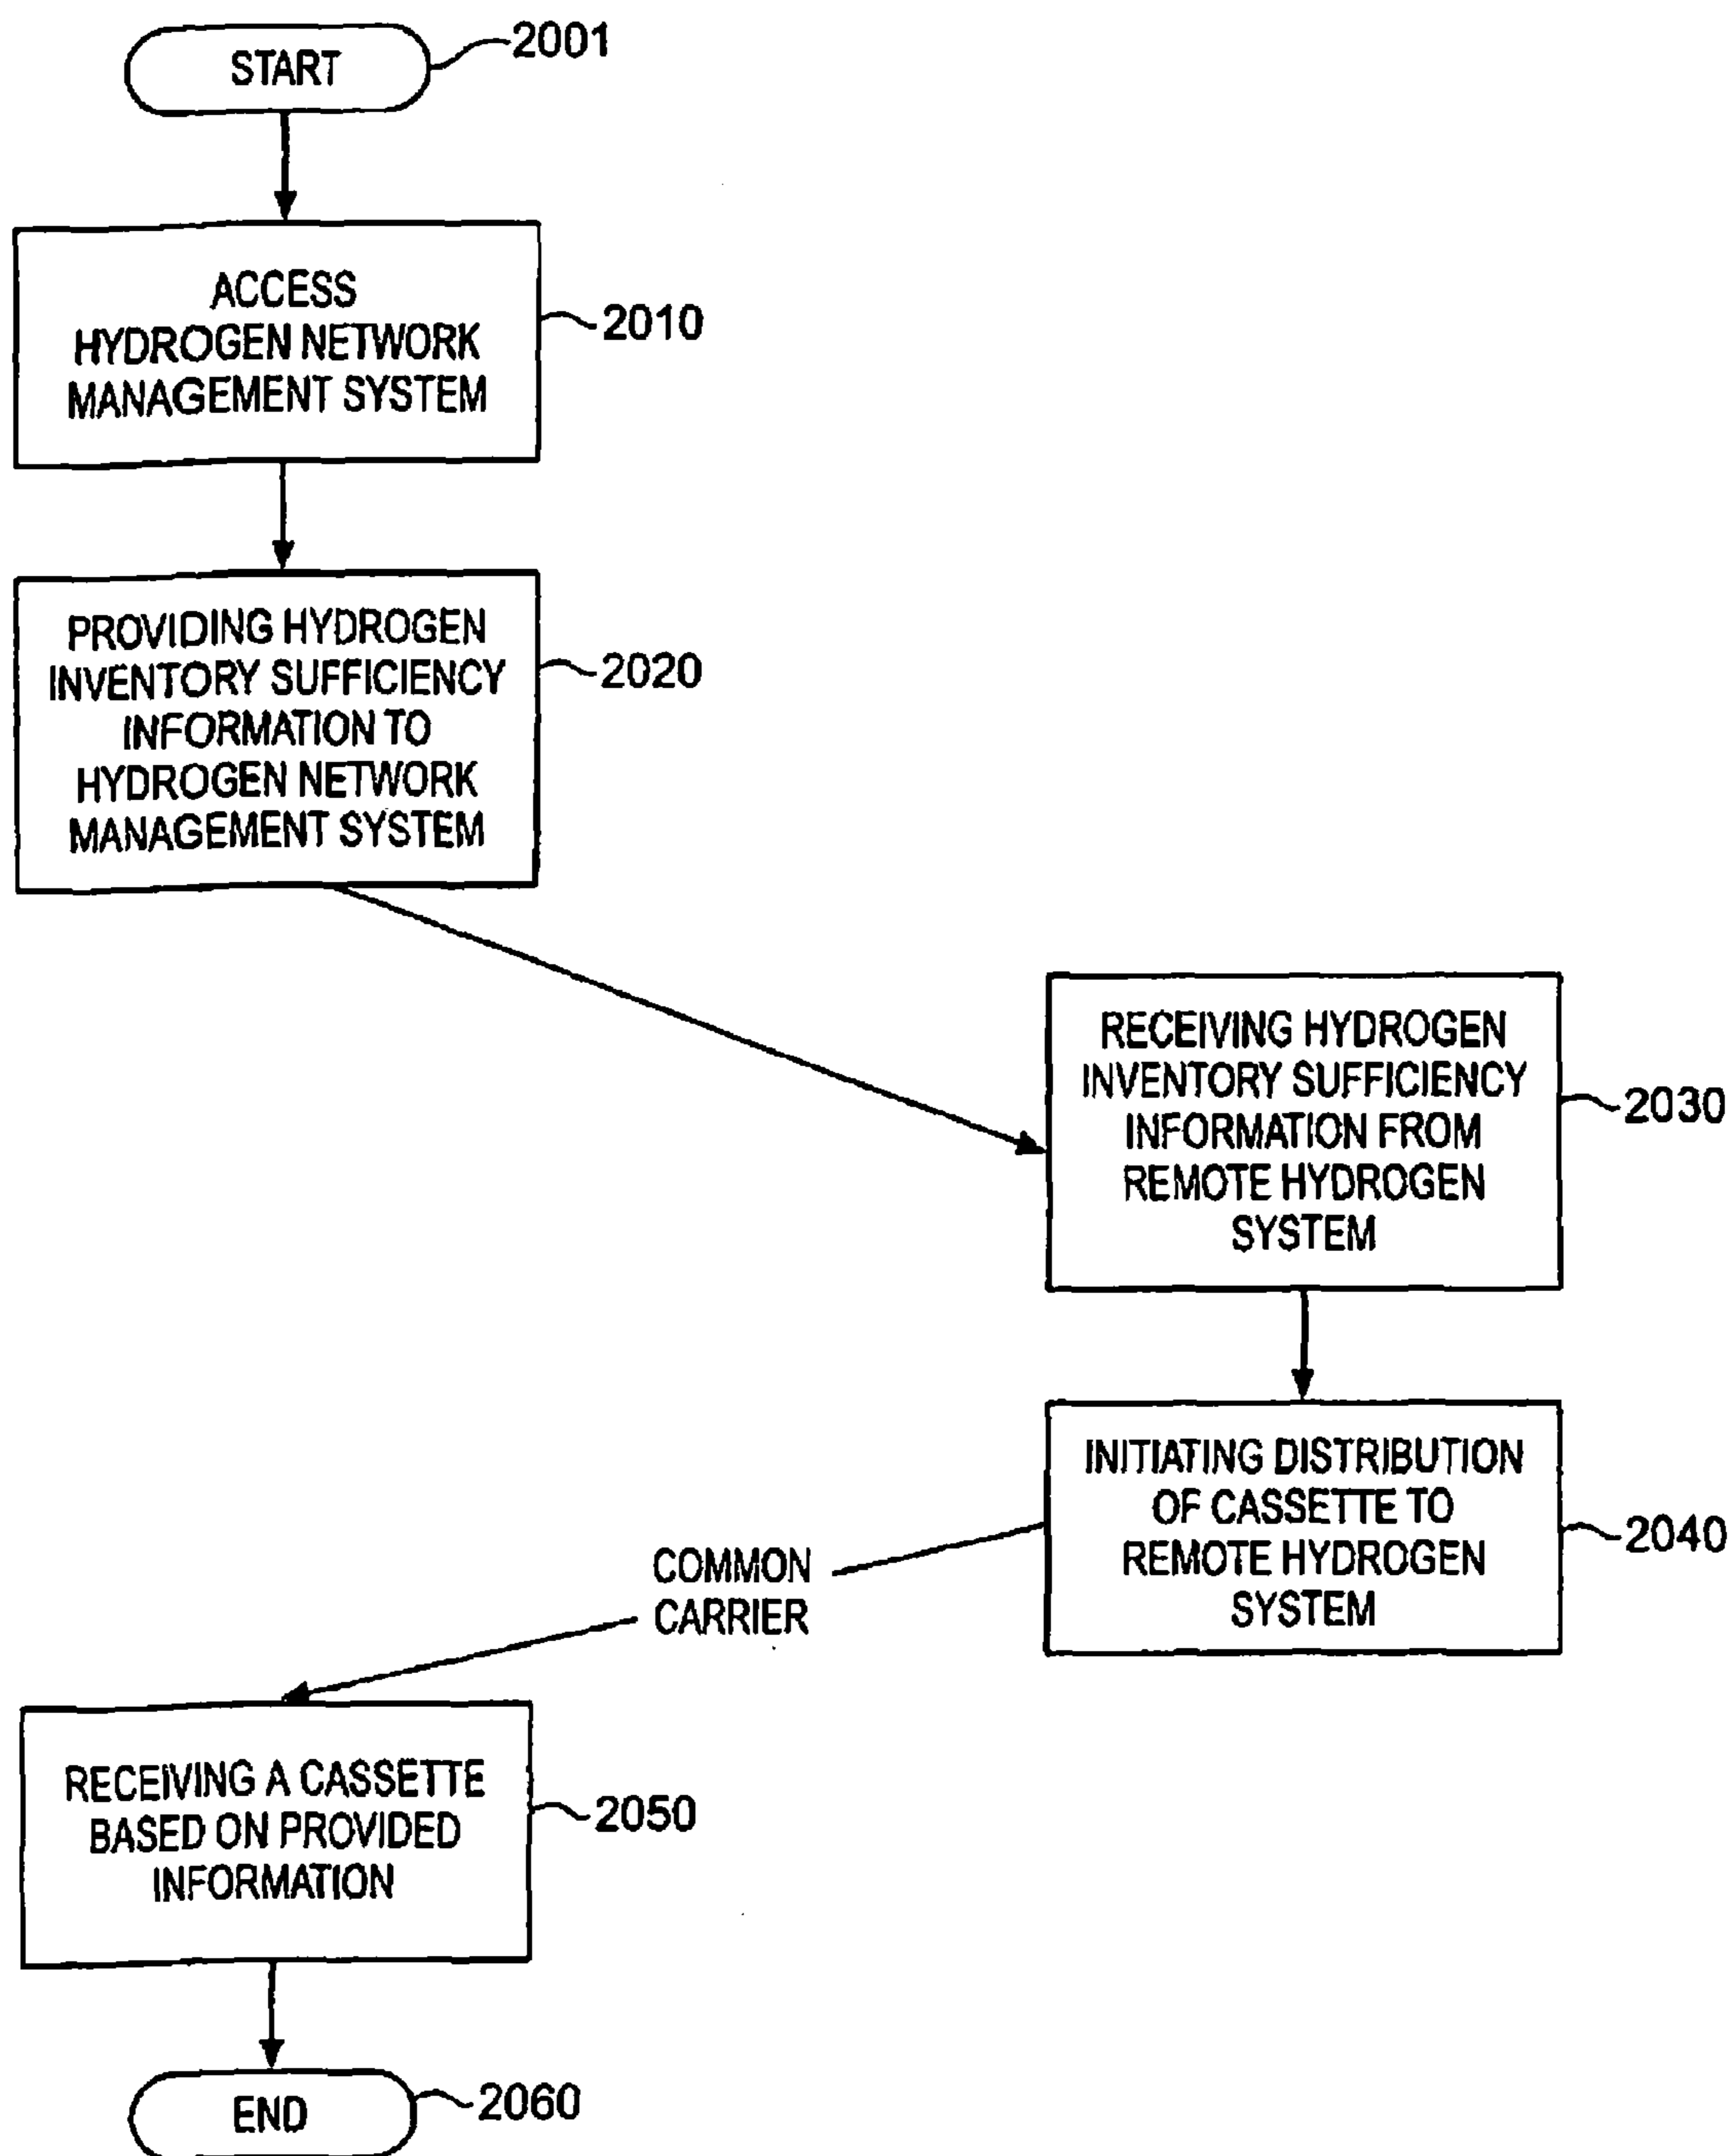 START
2001
ACCESS
HYDROGEN NETWORK
MANAGEMENT SYSTEM
2010
PROVIDING HYDROGEN
INVENTORY SUFFICIENCY
INFORMATION TO
HYDROGEN NETWORK
MANAGEMENT SYSTEM
2020
RECEIVING HYDROGEN
INVENTORY SUFFICIENCY
INFORMATION FROM
REMOTE HYDROGEN
SYSTEM
2030
INITIATING DISTRIBUTION
OF CASSETTE TO
REMOTE HYDROGEN
SYSTEM
2040
COMMON
CARRIER
RECEIVING A CASSETTE
BASED ON PROVIDED
INFORMATION
2050
END
2060